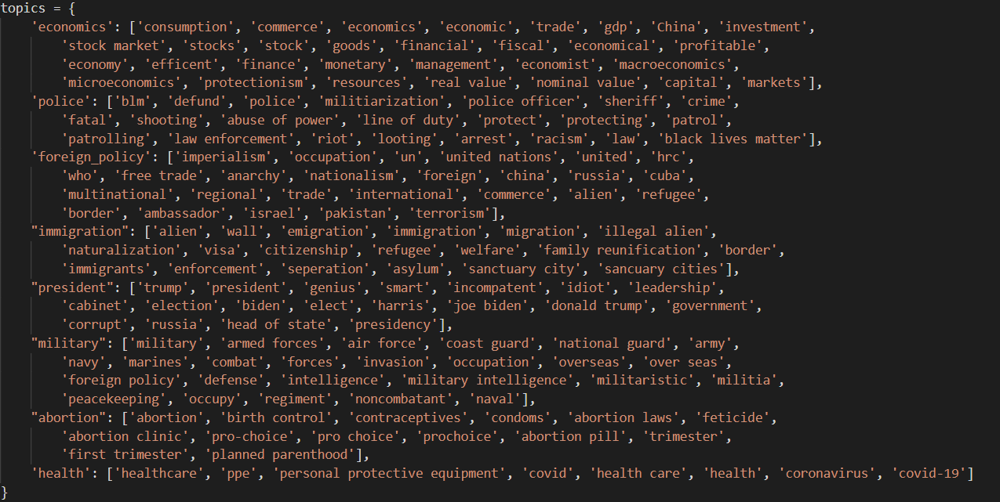 topics = {
    'economics': ['consumption', 'commerce', 'economics', 'economic', 'trade', 'gdp', 'China', 'investment',
        'stock market', 'stocks', 'stock', 'goods', 'financial', 'fiscal', 'economical', 'profitable',
        'economy', 'efficent', 'finance', 'monetary', 'management', 'economist', 'macroeconomics',
        'microeconomics', 'protectionism', 'resources', 'real value', 'nominal value', 'capital', 'markets'],
    'police': ['blm', 'defund', 'police', 'militiarization', 'police officer', 'sheriff', 'crime',
        'fatal', 'shooting', 'abuse of power', 'line of duty', 'protect', 'protecting', 'patrol',
        'patrolling', 'law enforcement', 'riot', 'looting', 'arrest', 'racism', 'law', 'black lives matter'],
    'foreign_policy': ['imperialism', 'occupation', 'un', 'united nations', 'united', 'hrc',
        'who', 'free trade', 'anarchy', 'nationalism', 'foreign', 'china', 'russia', 'cuba',
        'multinational', 'regional', 'trade', 'international', 'commerce', 'alien', 'refugee',
        'border', 'ambassador', 'israel', 'pakistan', 'terrorism'],
    "immigration": ['alien', 'wall', 'emigration', 'immigration', 'migration', 'illegal alien',
        'naturalization', 'visa', 'citizenship', 'refugee', 'welfare', 'family reunification', 'border',
        'immigrants', 'enforcement', 'seperation', 'asylum', 'sanctuary city', 'sancuary cities'],
    "president": ['trump', 'president', 'genius', 'smart', 'incompatent', 'idiot', 'leadership',
        'cabinet', 'election', 'biden', 'elect', 'harris', 'joe biden', 'donald trump', 'government',
        'corrupt', 'russia', 'head of state', 'presidency'],
    "military": ['military', 'armed forces', 'air force', 'coast guard', 'national guard', 'army',
        'navy', 'marines', 'combat', 'forces', 'invasion', 'occupation', 'overseas', 'over seas',
        'foreign policy', 'defense', 'intelligence', 'military intelligence', 'militaristic', 'militia',
        'peacekeeping', 'occupy', 'regiment', 'noncombatant', 'naval'],
    "abortion": ['abortion', 'birth control', 'contraceptives', 'condoms', 'abortion laws', 'feticide',
        'abortion clinic', 'pro-choice', 'pro choice', 'prochoice', 'abortion pill', 'trimester',
        'first trimester', 'planned parenthood'],
    'health': ['healthcare', 'ppe', 'personal protective equipment', 'covid', 'health care', 'health', 'coronavirus', 'covid-19']
}